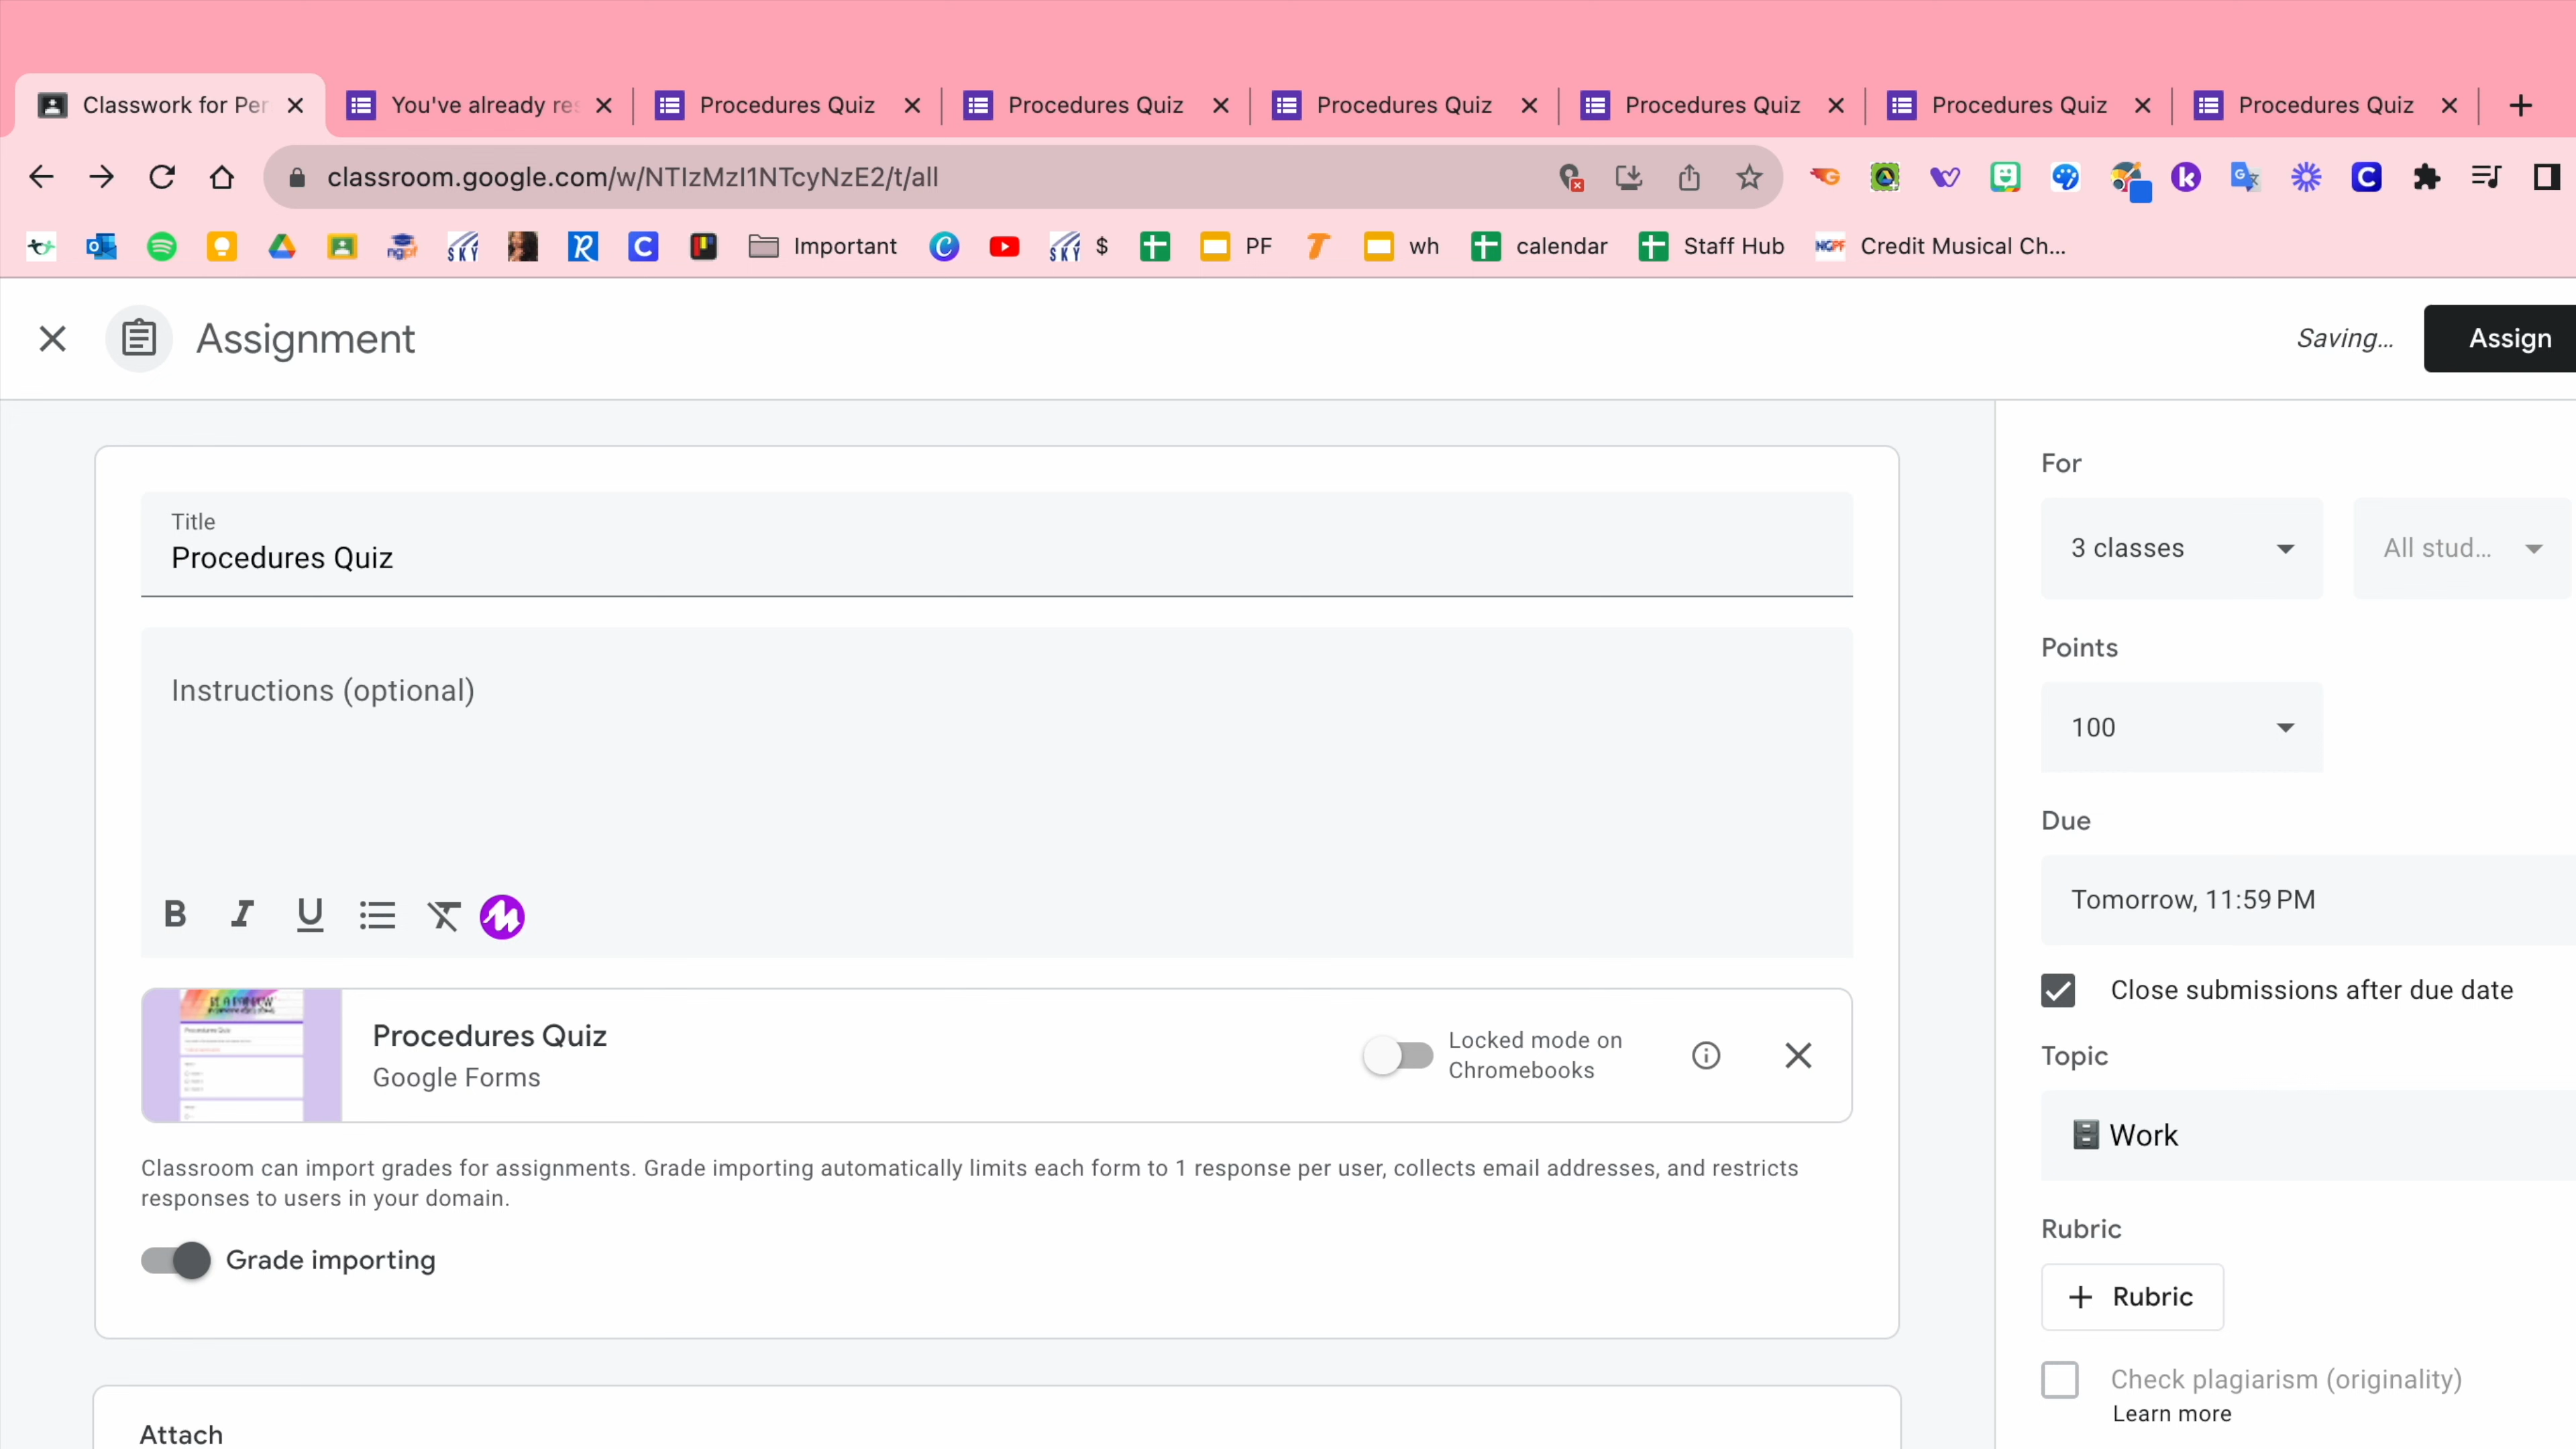 Classwork for Per
You've already res
Procedures Quiz
Procedures Quiz
Procedures Quiz
Procedures Quiz
Procedures Quiz
Procedures Quiz
classroom.google.com/w/NTIzMzI1NTcyNzE2/t/all
Important
SKY $
PF
wh
calendar
Staff Hub
NGPF Credit Musical Ch...
Assignment
Saving...
Assign
Title
Procedures Quiz
Instructions (optional)
B I U
Procedures Quiz
Google Forms
Locked mode on
Chromebooks
Classroom can import grades for assignments. Grade importing automatically limits each form to 1 response per user, collects email addresses, and restricts
responses to users in your domain.
Grade importing
Attach
For
3 classes
All stud...
Points
100
Due
Tomorrow, 11:59 PM
Close submissions after due date
Topic
Work
Rubric
+ Rubric
Check plagiarism (originality)
Learn more